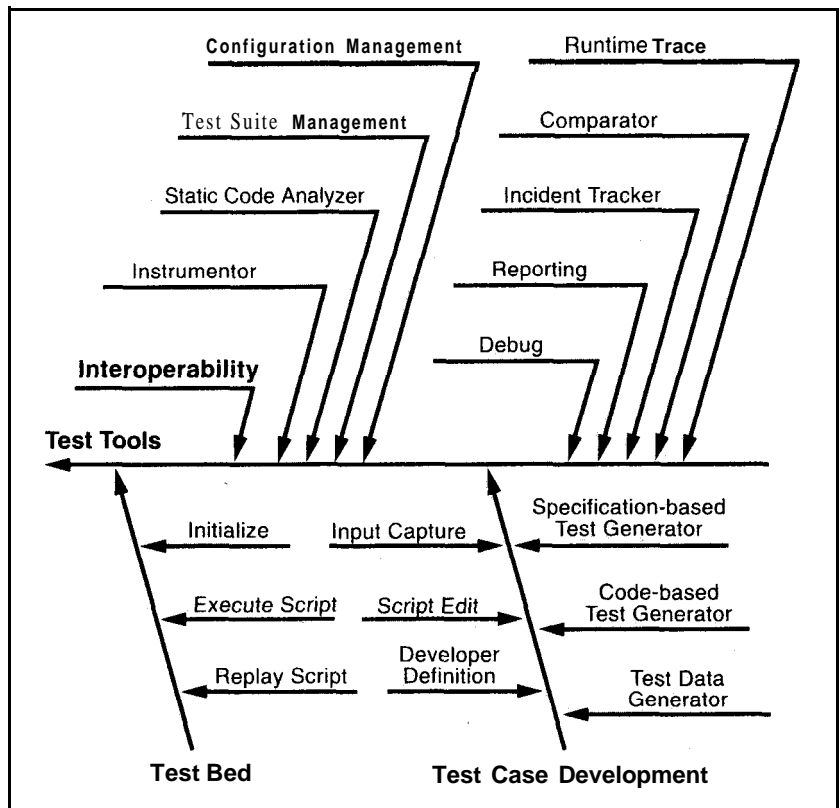 Configuration Management
Runtime Trace
Test Suite Management
Comparator
Static Code Analyzer
Incident Tracker
Instrumentor
Reporting
Interoperability
Debug
Test Tools
Initialize
Input Capture
Specification-based
Test Generator
Execute Script
Script Edit
Code-based
Test Generator
Replay Script
Developer
Definition
Test Data
Generator
Test Bed
Test Case Development